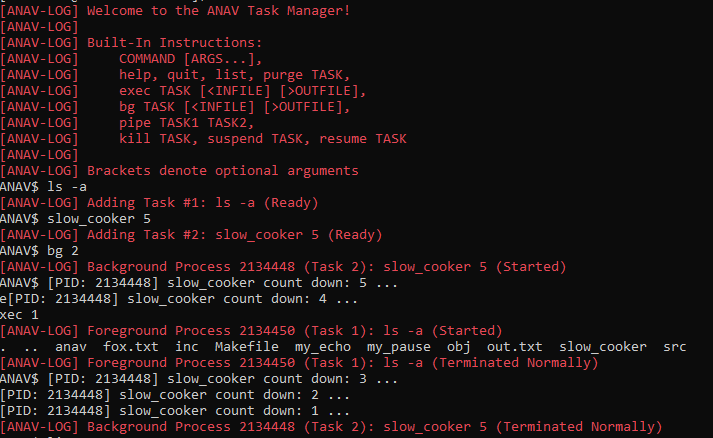 [ANAV-LOG] Welcome to the ANAV Task Manager!
[ANAV-LOG]
[ANAV-LOG] Built-In Instructions:
[ANAV-LOG]     COMMAND [ARGS...],
[ANAV-LOG]     help, quit, list, purge TASK,
[ANAV-LOG]     exec TASK [<INFILE] [>OUTFILE],
[ANAV-LOG]     bg TASK [<INFILE] [>OUTFILE],
[ANAV-LOG]     pipe TASK1 TASK2,
[ANAV-LOG]     kill TASK, suspend TASK, resume TASK
[ANAV-LOG]
[ANAV-LOG] Brackets denote optional arguments
ANAV$ ls -a
[ANAV-LOG] Adding Task #1: ls -a (Ready)
ANAV$ slow_cooker 5
[ANAV-LOG] Adding Task #2: slow_cooker 5 (Ready)
ANAV$ bg 2
[ANAV-LOG] Background Process 2134448 (Task 2): slow_cooker 5 (Started)
ANAV$ [PID: 2134448] slow_cooker count down: 5 ...
e[PID: 2134448] slow_cooker count down: 4 ...
xec 1
[ANAV-LOG] Foreground Process 2134450 (Task 1): ls -a (Started)
.  ..  anav  fox.txt  inc  Makefile  my_echo  my_pause  obj  out.txt  slow_cooker  src
[ANAV-LOG] Foreground Process 2134450 (Task 1): ls -a (Terminated Normally)
ANAV$ [PID: 2134448] slow_cooker count down: 3 ...
[PID: 2134448] slow_cooker count down: 2 ...
[PID: 2134448] slow_cooker count down: 1 ...
[ANAV-LOG] Background Process 2134448 (Task 2): slow_cooker 5 (Terminated Normally)